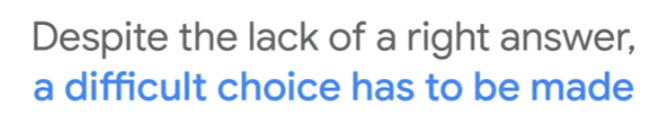 Despite the lack of a right answer,
a difficult choice has to be made